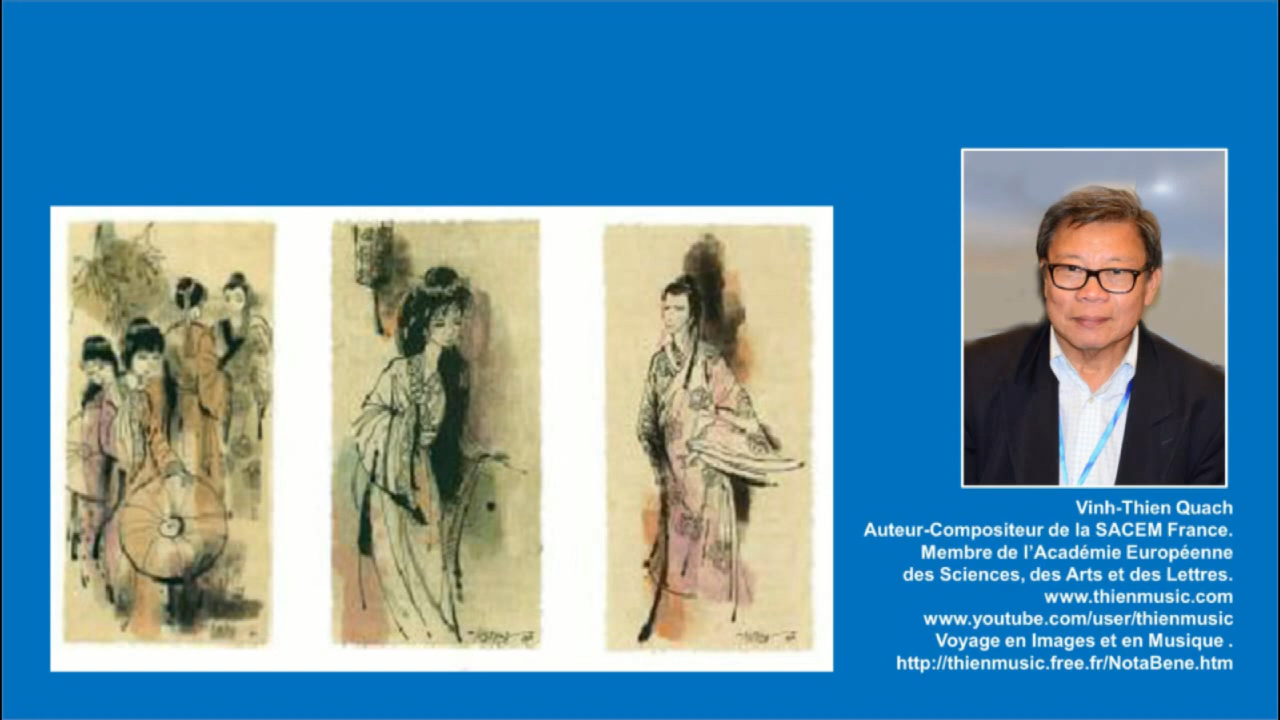 Vinh-Thien Quach
Auteur-Compositeur de la SACEM France.
Membre de l'Académie Européenne
des Sciences, des Arts et des Lettres.
www.thienmusic.com
www.youtube.com/user/thienmusic
Voyage en Images et en Musique .
http://thienmusic.free.fr/NotaBene.htm